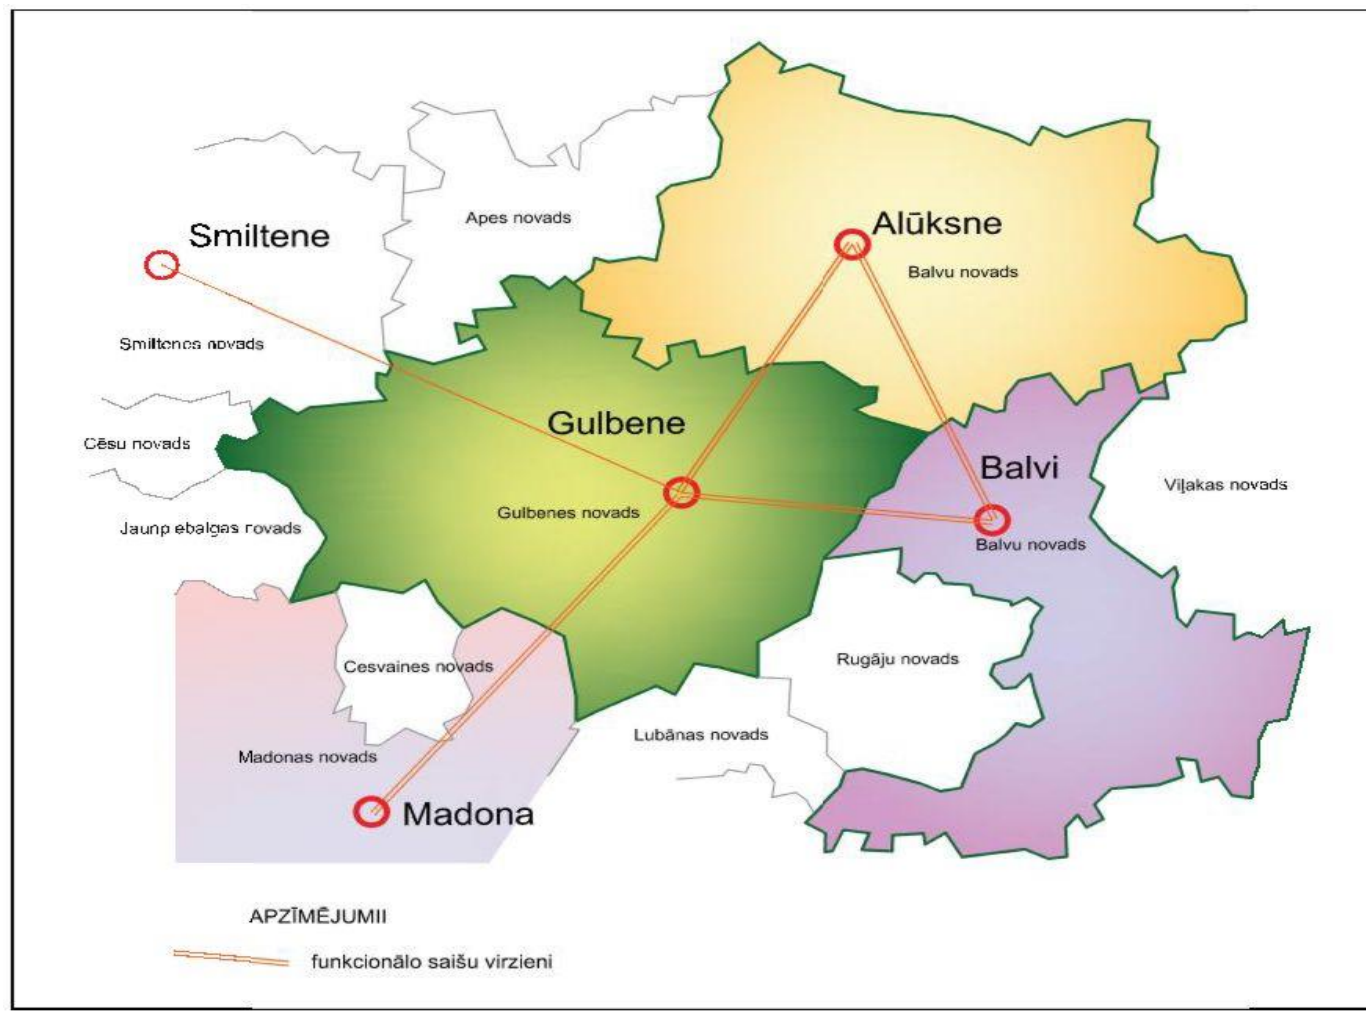 Apes novads
Smiltene
Alūksne
Balvu novads
Smiltenes novads
Gulbene
Cēsu novads
Balvi
Viļakas novads
Gulbenes novads
Jaunpiebalgas novads
Balvu novads
Cesvaines novads
Rugāju novads
Lubānas novads
Madonas novads
Madona
APZĪMĒJUMII
funkcionālo saišu virzieni